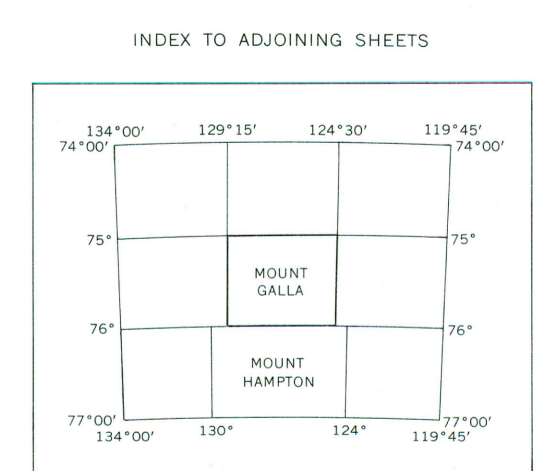 INDEX TO ADJOINING SHEETS
134°00' 129°15' 124°30' 119°45'
74°00' 74°00'
75° 75°
MOUNT
GALLA
76° 76°
MOUNT
HAMPTON
77°00' 77°00'
134°00' 130° 124° 119°45'